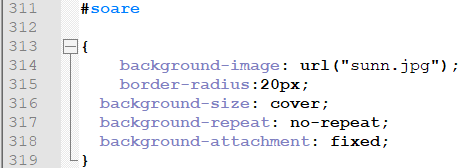 311 #soare
312
313 {
314 background-image: url("sunn.jpg");
315 border-radius:20px;
316 background-size: cover;
317 background-repeat: no-repeat;
318 background-attachment: fixed;
319 }